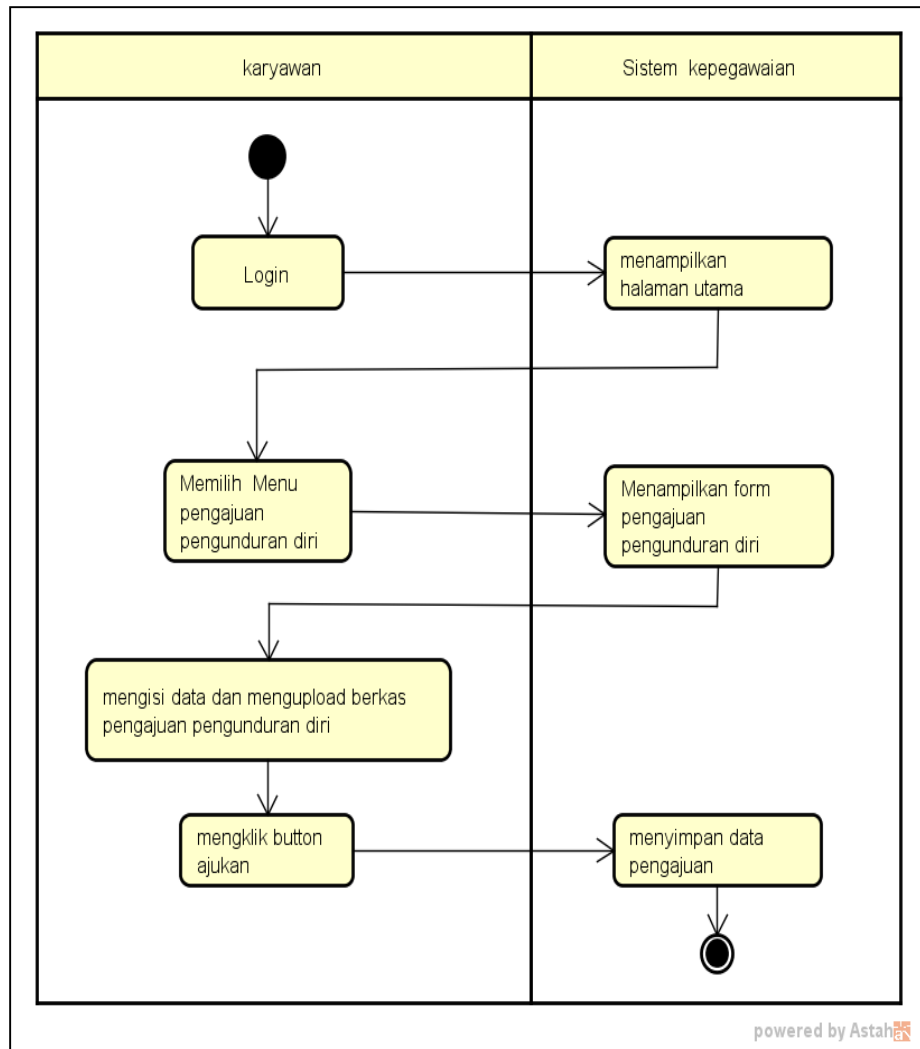 karyawan
Sistem kepegawaian
Login
menampilkan
halaman utama
Memilih Menu
pengajuan
pengunduran diri
Menampilkan form
pengajuan
pengunduran diri
mengisi data dan mengupload berkas
pengajuan pengunduran diri
mengklik button
ajukan
menyimpan data
pengajuan
powered by Astah